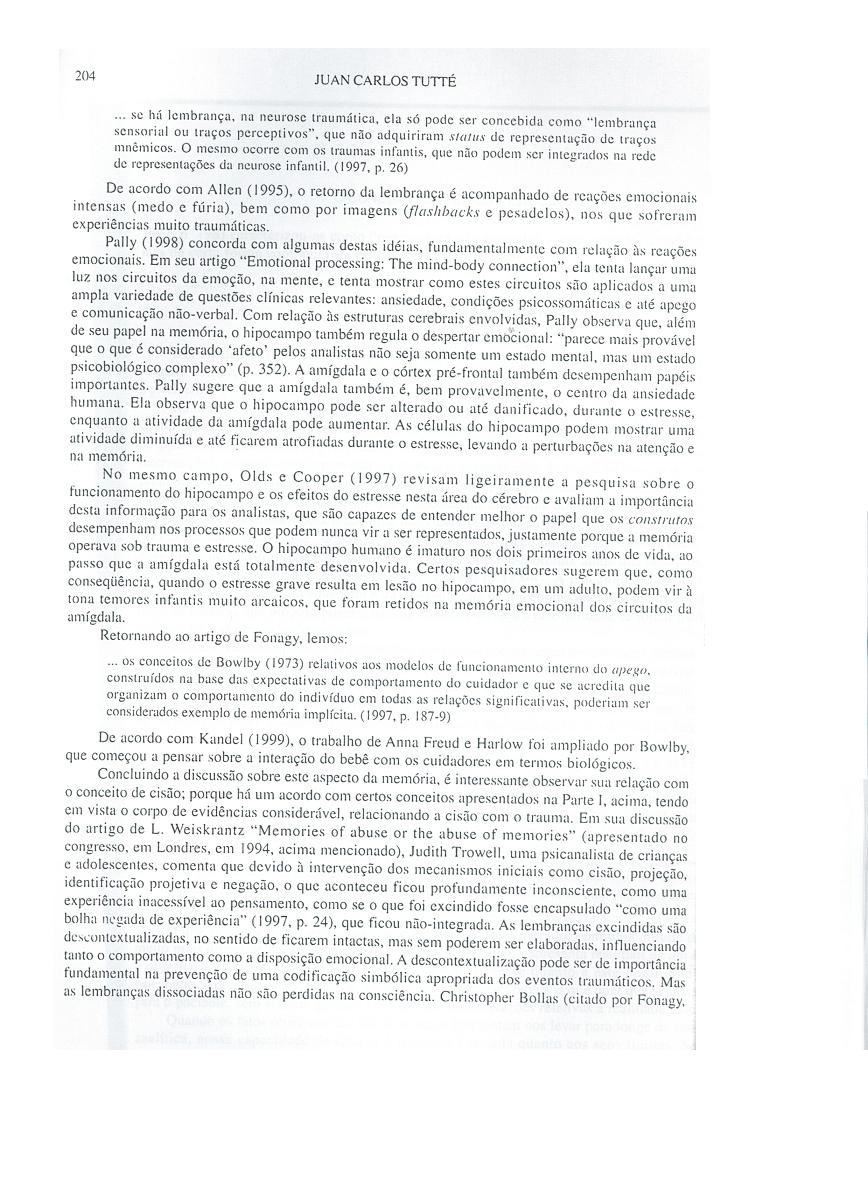 204
JUAN CARLOS TUTTÉ
... se há lembrança, na neurose traumática, ela só pode ser concebida como “lembrança
sensorial ou traços perceptivos”, que não adquiriram status de representação de traços
mnêmicos. O mesmo ocorre com os traumas infantis, que não podem ser integrados na rede
de representações da neurose infantil. (1997, p. 26)
De acordo com Allen (1995), o retorno da lembrança é acompanhado de reações emocionais
intensas (medo e fúria), bem como por imagens (flashbacks e pesadelos), nos que sofreram
experiências muito traumáticas.
Pally (1998) concorda com algumas destas idéias, fundamentalmente com relação às reações
emocionais. Em seu artigo “Emotional processing: The mind-body connection”, ela tenta lançar uma
luz nos circuitos da emoção, na mente, e tenta mostrar como estes circuitos são aplicados a uma
ampla variedade de questões clínicas relevantes: ansiedade, condições psicossomáticas e até apego
e comunicação não-verbal. Com relação às estruturas cerebrais envolvidas, Pally observa que, além
de seu papel na memória, o hipocampo também regula o despertar emocional: “parece mais provável
que o que é considerado ‘afeto’ pelos analistas não seja somente um estado mental, mas um estado
psicobiológico complexo” (p. 352). A amígdala e o córtex pré-frontal também desempenham papéis
importantes. Pally sugere que a amígdala também é, bem provavelmente, o centro da ansiedade
humana. Ela observa que o hipocampo pode ser alterado ou até danificado, durante o estresse,
enquanto a atividade da amígdala pode aumentar. As células do hipocampo podem mostrar uma
atividade diminuída e até ficarem atrofiadas durante o estresse, levando a perturbações na atenção e
na memória.
No mesmo campo, Olds e Cooper (1997) revisam ligeiramente a pesquisa sobre o
funcionamento do hipocampo e os efeitos do estresse nesta área do cérebro e avaliam a importância
desta informação para os analistas, que são capazes de entender melhor o papel que os construtos
desempenham nos processos que podem nunca vir a ser representados, justamente porque a memória
operava sob trauma e estresse. O hipocampo humano é imaturo nos dois primeiros anos de vida, ao
passo que a amígdala está totalmente desenvolvida. Certos pesquisadores sugerem que, como
conseqüência, quando o estresse grave resulta em lesão no hipocampo, em um adulto, podem vir à
tona temores infantis muito arcaicos, que foram retidos na memória emocional dos circuitos da
amígdala.
Retornando ao artigo de Fonagy, lemos:
... os conceitos de Bowlby (1973) relativos aos modelos de funcionamento interno do apego,
construídos na base das expectativas de comportamento do cuidador e que se acredita que
organizam o comportamento do indivíduo em todas as relações significativas, poderiam ser
considerados exemplo de memória implícita. (1997, p. 187-9)
De acordo com Kandel (1999), o trabalho de Anna Freud e Harlow foi ampliado por Bowlby,
que começou a pensar sobre a interação do bebê com os cuidadores em termos biológicos.
Concluindo a discussão sobre este aspecto da memória, é interessante observar sua relação com
o conceito de cisão; porque há um acordo com certos conceitos apresentados na Parte I, acima, tendo
em vista o corpo de evidências considerável, relacionando a cisão com o trauma. Em sua discussão
do artigo de L. Weiskrantz “Memories of abuse or the abuse of memories” (apresentado no
congresso, em Londres, em 1994, acima mencionado), Judith Trowell, uma psicanalista de crianças
e adolescentes, comenta que devido à intervenção dos mecanismos iniciais como cisão, projeção,
identificação projetiva e negação, o que aconteceu ficou profundamente inconsciente, como uma
experiência inacessível ao pensamento, como se o que foi excindido fosse encapsulado “como uma
bolha negada de experiência” (1997, p. 24), que ficou não-integrada. As lembranças excindidas são
descontextualizadas, no sentido de ficarem intactas, mas sem poderem ser elaboradas, influenciando
tanto o comportamento como a disposição emocional. A descontextualização pode ser de importância
fundamental na prevenção de uma codificação simbólica apropriada dos eventos traumáticos. Mas
as lembranças dissociadas não são perdidas na consciência. Christopher Bollas (citado por Fonagy,